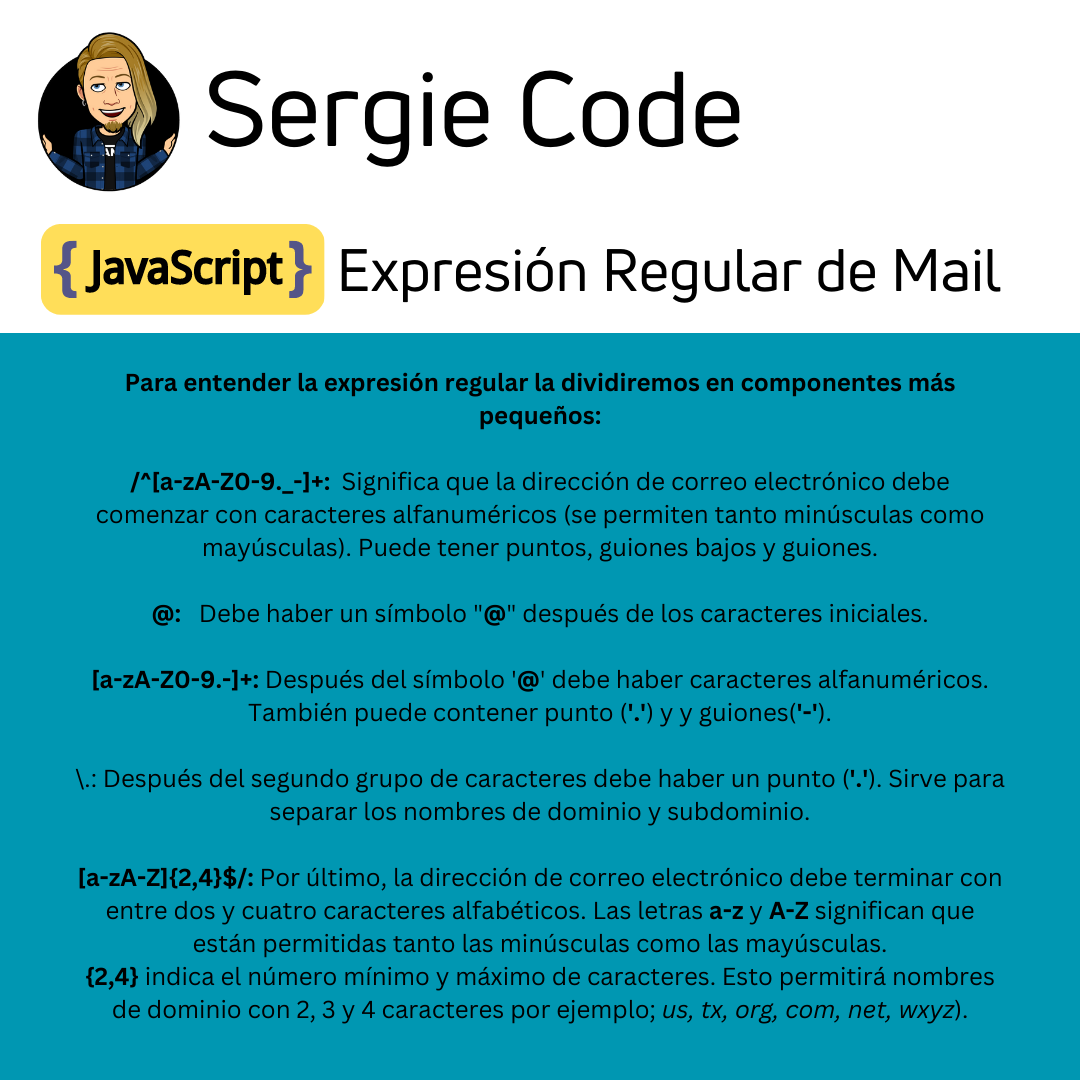 Sergie Code
{ JavaScript } Expresión Regular de Mail
Para entender la expresión regular la dividiremos en componentes más
pequeños:
/^[a-zA-Z0-9._-]+: Significa que la dirección de correo electrónico debe
comenzar con caracteres alfanuméricos (se permiten tanto minúsculas como
mayúsculas). Puede tener puntos, guiones bajos y guiones.
@: Debe haber un símbolo "@" después de los caracteres iniciales.
[a-zA-Z0-9.-]+: Después del símbolo '@' debe haber caracteres alfanuméricos.
También puede contener punto ('.') y y guiones('-').
\.: Después del segundo grupo de caracteres debe haber un punto ('.'). Sirve para
separar los nombres de dominio y subdominio.
[a-zA-Z]{2,4}$/: Por último, la dirección de correo electrónico debe terminar con
entre dos y cuatro caracteres alfabéticos. Las letras a-z y A-Z significan que
están permitidas tanto las minúsculas como las mayúsculas.
{2,4} indica el número mínimo y máximo de caracteres. Esto permitirá nombres
de dominio con 2, 3 y 4 caracteres por ejemplo; us, tx, org, com, net, wxyz).